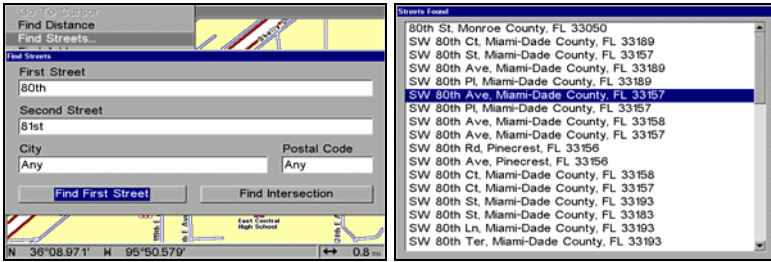 Go To Cursor
Find Distance
Find Streets...
Find Streets
First Street
80th
Second Street
81st
City
Postal Code
Any
Any
Find First Street
Find Intersection
East Central
High School
N 36°08.971' W 95°50.579'
↔ 0.8 mi
Streets Found
80th St, Monroe County, FL 33050
SW 80th Ct, Miami-Dade County, FL 33189
SW 80th St, Miami-Dade County, FL 33157
SW 80th Ave, Miami-Dade County, FL 33189
SW 80th Pl, Miami-Dade County, FL 33189
SW 80th Ave, Miami-Dade County, FL 33157
SW 80th Pl, Miami-Dade County, FL 33157
SW 80th Ave, Miami-Dade County, FL 33158
SW 80th Ave, Miami-Dade County, FL 33157
SW 80th Rd, Pinecrest, FL 33156
SW 80th Ave, Pinecrest, FL 33156
SW 80th Ct, Miami-Dade County, FL 33158
SW 80th Ct, Miami-Dade County, FL 33157
SW 80th St, Miami-Dade County, FL 33193
SW 80th St, Miami-Dade County, FL 33183
SW 80th Ln, Miami-Dade County, FL 33193
SW 80th Ter, Miami-Dade County, FL 33193